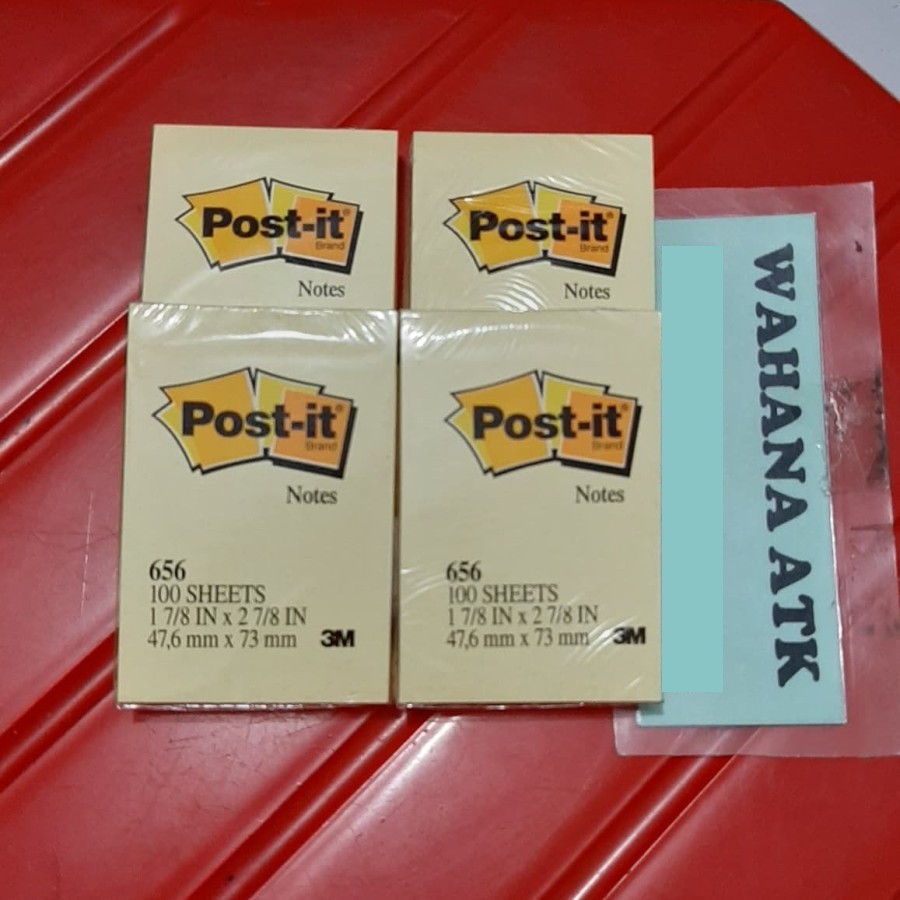 Post-it®
Brand
Notes
Post-it®
Brand
Notes
Post-it®
Brand
Notes
656
100 SHEETS
1 7/8 IN x 2 7/8 IN
47,6 mm x 73 mm 3M
Post-it®
Brand
Notes
656
100 SHEETS
1 7/8 IN x 2 7/8 IN
47,6 mm x 73 mm 3M
WAHANA ATK